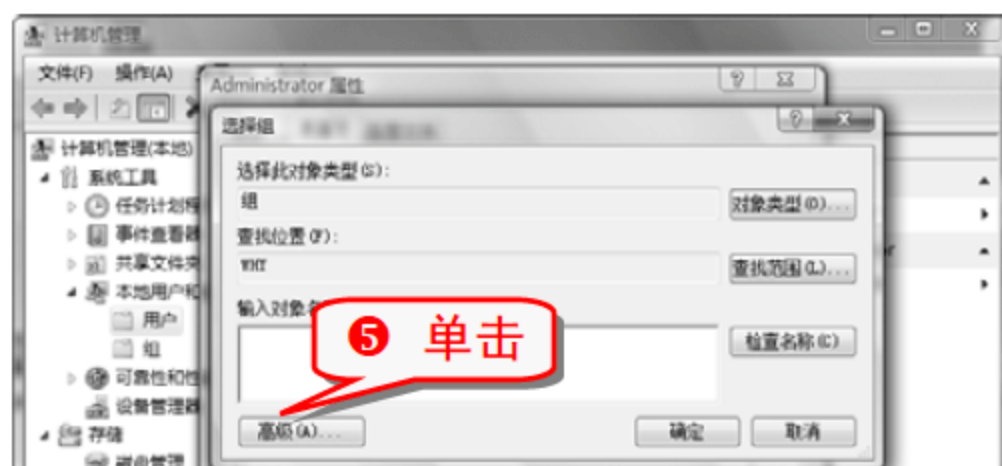 计算机管理
文件(F) 操作(A)
Administrator 属性
选择组
计算机管理(本地)
系统工具
任务计划程
事件查看器
共享文件夹
本地用户和
用户
组
可靠性和性
设备管理器
存储
磁盘管理
选择此对象类型(S):
组
对象类型(O)...
查找位置(F):
WHY
查找范围(L)...
输入对象名
检查名称(C)
❺ 单击
高级(A)...
确定
取消